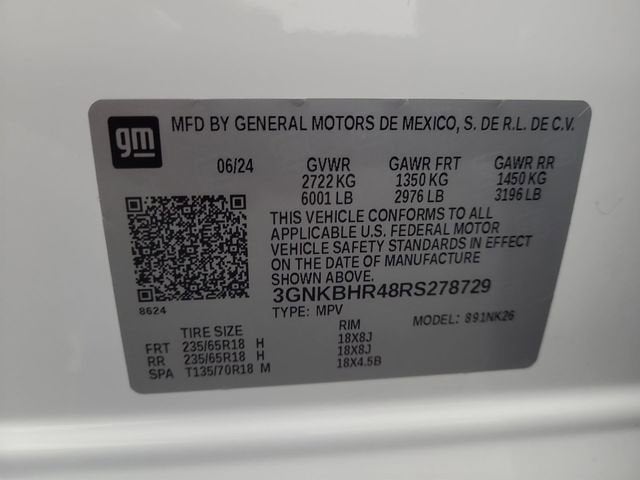 gm MFD BY GENERAL MOTORS DE MEXICO, S. DE R.L. DE C.V.
06/24 GVWR GAWR FRT GAWR RR
2722 KG 1350 KG 1450 KG
6001 LB 2976 LB 3196 LB
THIS VEHICLE CONFORMS TO ALL
APPLICABLE U.S. FEDERAL MOTOR
VEHICLE SAFETY STANDARDS IN EFFECT
ON THE DATE OF MANUFACTURE
SHOWN ABOVE.
3GNKBHR48RS278729
8624 TYPE: MPV MODEL: 891NK26
TIRE SIZE RIM
FRT 235/65R18 H 18X8J
RR 235/65R18 H 18X8J
SPA T135/70R18 M 18X4.5B